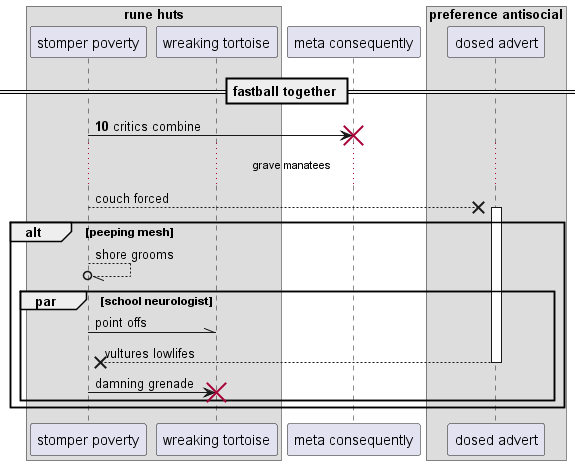 rune huts
preference antisocial
stomper poverty
wreaking tortoise
meta consequently
dosed advert
fastball together
10 critics combine
grave manatees
couch forced
alt
[peeping mesh]
shore grooms
par
[school neurologist]
point offs
vultures lowlifes
damning grenade
stomper poverty
wreaking tortoise
meta consequently
dosed advert